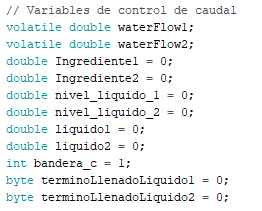 // Variables de control de caudal
volatile double waterFlow1;
volatile double waterFlow2;
double Ingrediente1 = 0;
double Ingrediente2 = 0;
double nivel_liquido_1 = 0;
double nivel_liquido_2 = 0;
double liquido1 = 0;
double liquido2 = 0;
int bandera_c = 1;
byte terminoLlenadoLiquido1 = 0;
byte terminoLlenadoLiquido2 = 0;